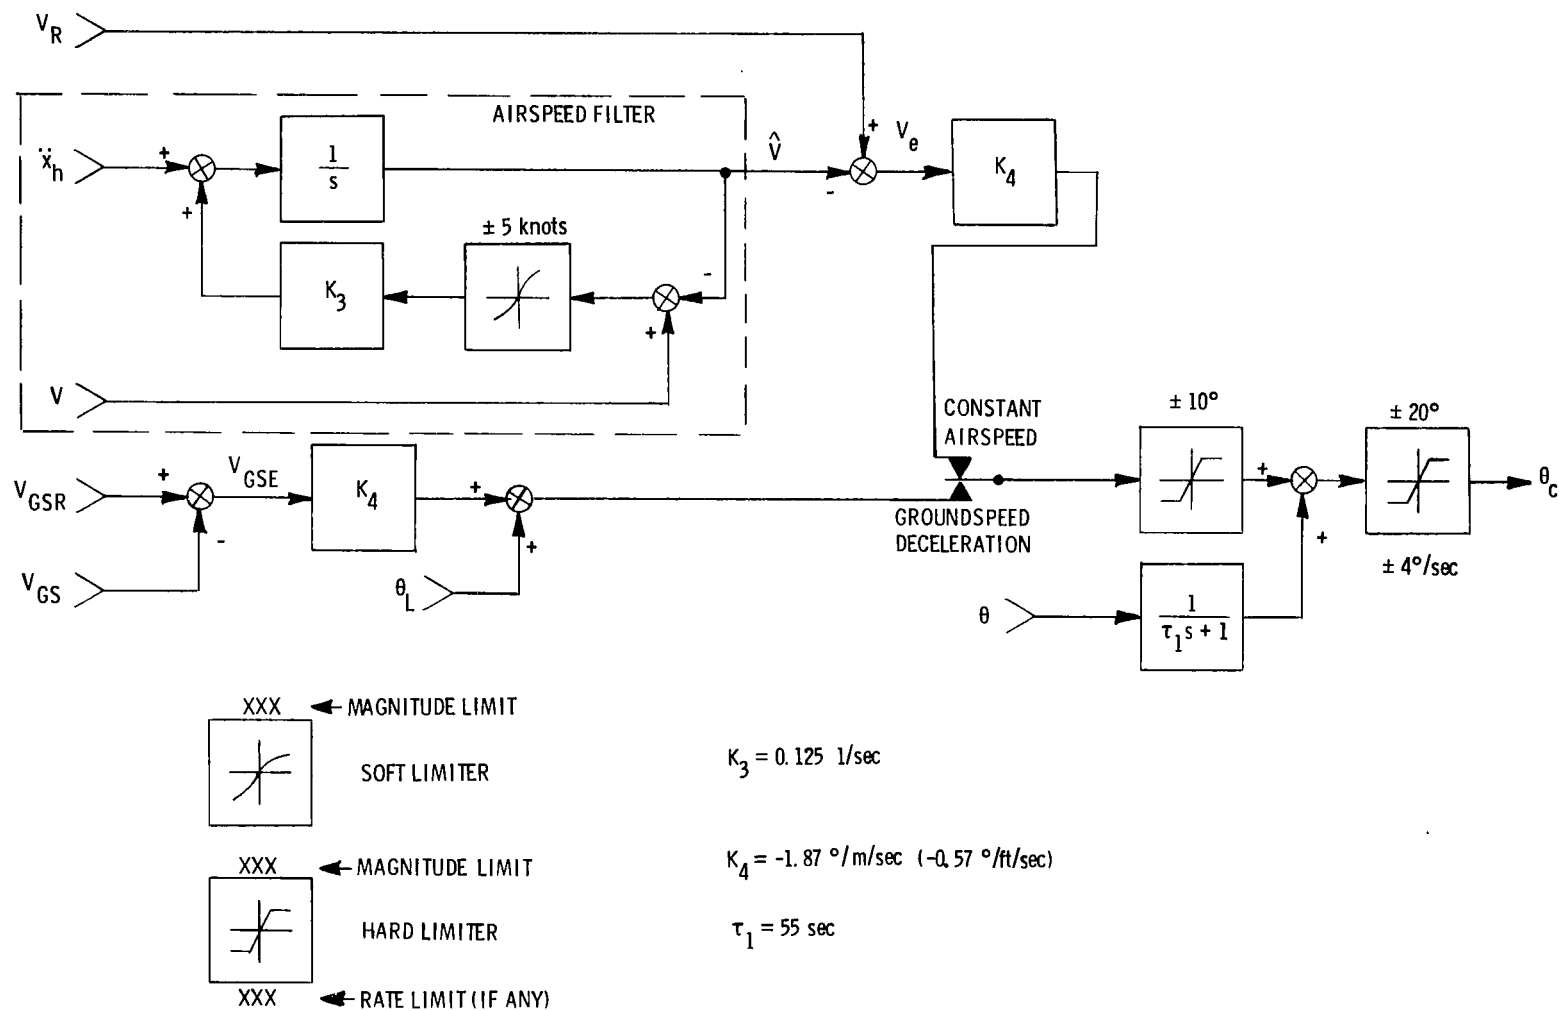 V_R
AIRSPEED FILTER
ẍ_h
+
+
1
s
V̂
+
-
V_e
K_4
± 5 knots
K_3
-
+
V
CONSTANT
AIRSPEED
GROUNDSPEED
DECELERATION
V_GSR
+
-
V_GSE
K_4
+
+
V_GS
θ_L
± 10°
+
+
± 20°
± 4°/sec
θ_c
θ
1
τ_1 s + 1
XXX MAGNITUDE LIMIT
SOFT LIMITER
XXX MAGNITUDE LIMIT
HARD LIMITER
XXX RATE LIMIT (IF ANY)
K_3 = 0.125 1/sec
K_4 = -1.87 °/m/sec (-0.57 °/ft/sec)
τ_1 = 55 sec